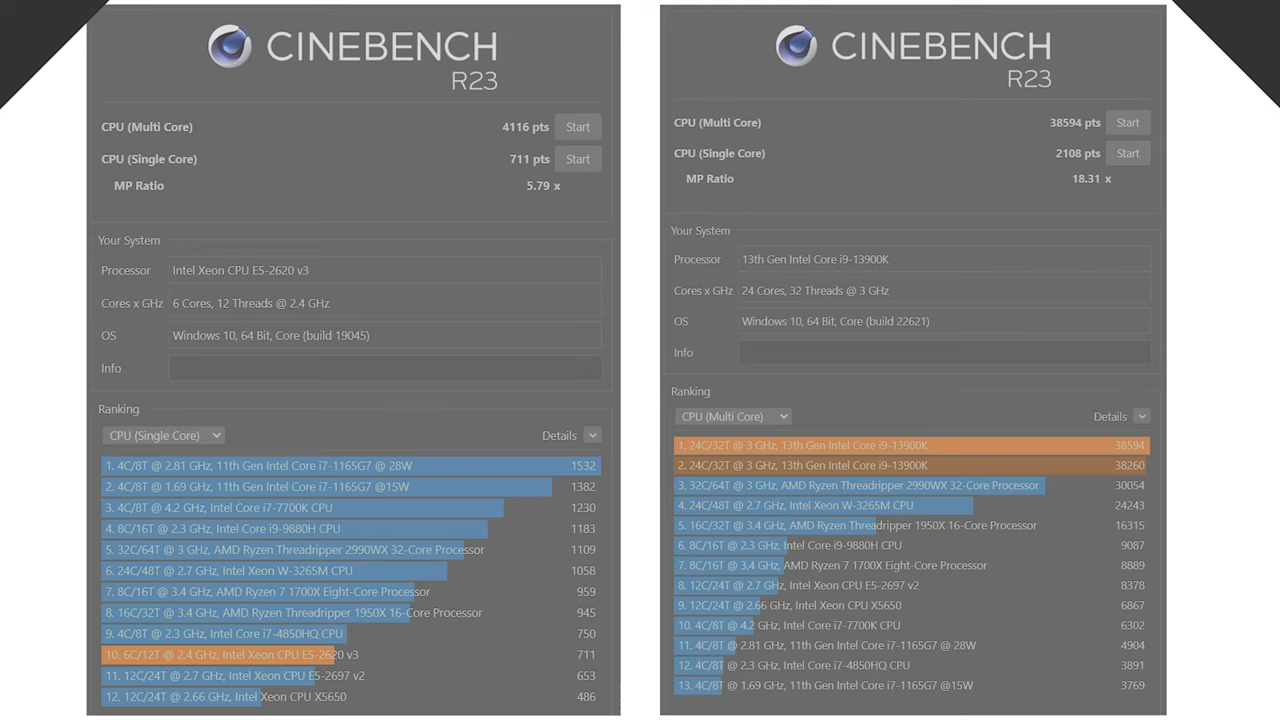 CINEBENCH
R23
CPU (Multi Core) 4116 pts Start
CPU (Single Core) 711 pts Start
MP Ratio 5.79 x
Your System
Processor Intel Xeon CPU E5-2620 v3
Cores x GHz 6 Cores, 12 Threads @ 2.4 GHz
OS Windows 10, 64 Bit, Core (build 19045)
Info
Ranking
CPU (Single Core) Details
1. 4C/8T @ 2.81 GHz, 11th Gen Intel Core i7-1165G7 @ 28W 1532
2. 4C/8T @ 1.69 GHz, 11th Gen Intel Core i7-1165G7 @15W 1382
3. 4C/8T @ 4.2 GHz, Intel Core i7-7700K CPU 1230
4. 8C/16T @ 2.3 GHz, Intel Core i9-9880H CPU 1183
5. 32C/64T @ 3 GHz, AMD Ryzen Threadripper 2990WX 32-Core Processor 1109
6. 24C/48T @ 2.7 GHz, Intel Xeon W-3265M CPU 1058
7. 8C/16T @ 3.4 GHz, AMD Ryzen 7 1700X Eight-Core Processor 959
8. 16C/32T @ 3.4 GHz, AMD Ryzen Threadripper 1950X 16-Core Processor 945
9. 4C/8T @ 2.3 GHz, Intel Core i7-4850HQ CPU 750
10. 6C/12T @ 2.4 GHz, Intel Xeon CPU E5-2620 v3 711
11. 12C/24T @ 2.7 GHz, Intel Xeon CPU E5-2697 v2 653
12. 12C/24T @ 2.66 GHz, Intel Xeon CPU X5650 486
CINEBENCH
R23
CPU (Multi Core) 38594 pts Start
CPU (Single Core) 2108 pts Start
MP Ratio 18.31 x
Your System
Processor 13th Gen Intel Core i9-13900K
Cores x GHz 24 Cores, 32 Threads @ 3 GHz
OS Windows 10, 64 Bit, Core (build 22621)
Info
Ranking
CPU (Multi Core) Details
1. 24C/32T @ 3 GHz, 13th Gen Intel Core i9-13900K 38594
2. 24C/32T @ 3 GHz, 13th Gen Intel Core i9-13900K 38260
3. 32C/64T @ 3 GHz, AMD Ryzen Threadripper 2990WX 32-Core Processor 30054
4. 24C/48T @ 2.7 GHz, Intel Xeon W-3265M CPU 24243
5. 16C/32T @ 3.4 GHz, AMD Ryzen Threadripper 1950X 16-Core Processor 16315
6. 8C/16T @ 2.3 GHz, Intel Core i9-9880H CPU 9087
7. 8C/16T @ 3.4 GHz, AMD Ryzen 7 1700X Eight-Core Processor 8889
8. 12C/24T @ 2.7 GHz, Intel Xeon CPU E5-2697 v2 8378
9. 12C/24T @ 2.66 GHz, Intel Xeon CPU X5650 6867
10. 4C/8T @ 4.2 GHz, Intel Core i7-7700K CPU 6302
11. 4C/8T @ 2.81 GHz, 11th Gen Intel Core i7-1165G7 @ 28W 4904
12. 4C/8T @ 2.3 GHz, Intel Core i7-4850HQ CPU 3891
13. 4C/8T @ 1.69 GHz, 11th Gen Intel Core i7-1165G7 @15W 3769